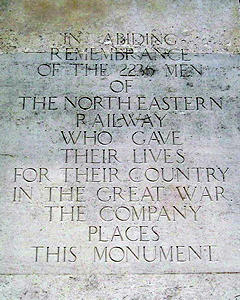 IN ABIDING
REMEMBRANCE
OF THE 2236 MEN
OF
THE NORTH EASTERN
RAILWAY
WHO GAVE
THEIR LIVES
FOR THEIR COUNTRY
IN THE GREAT WAR
THE COMPANY
PLACES
THIS MONUMENT.